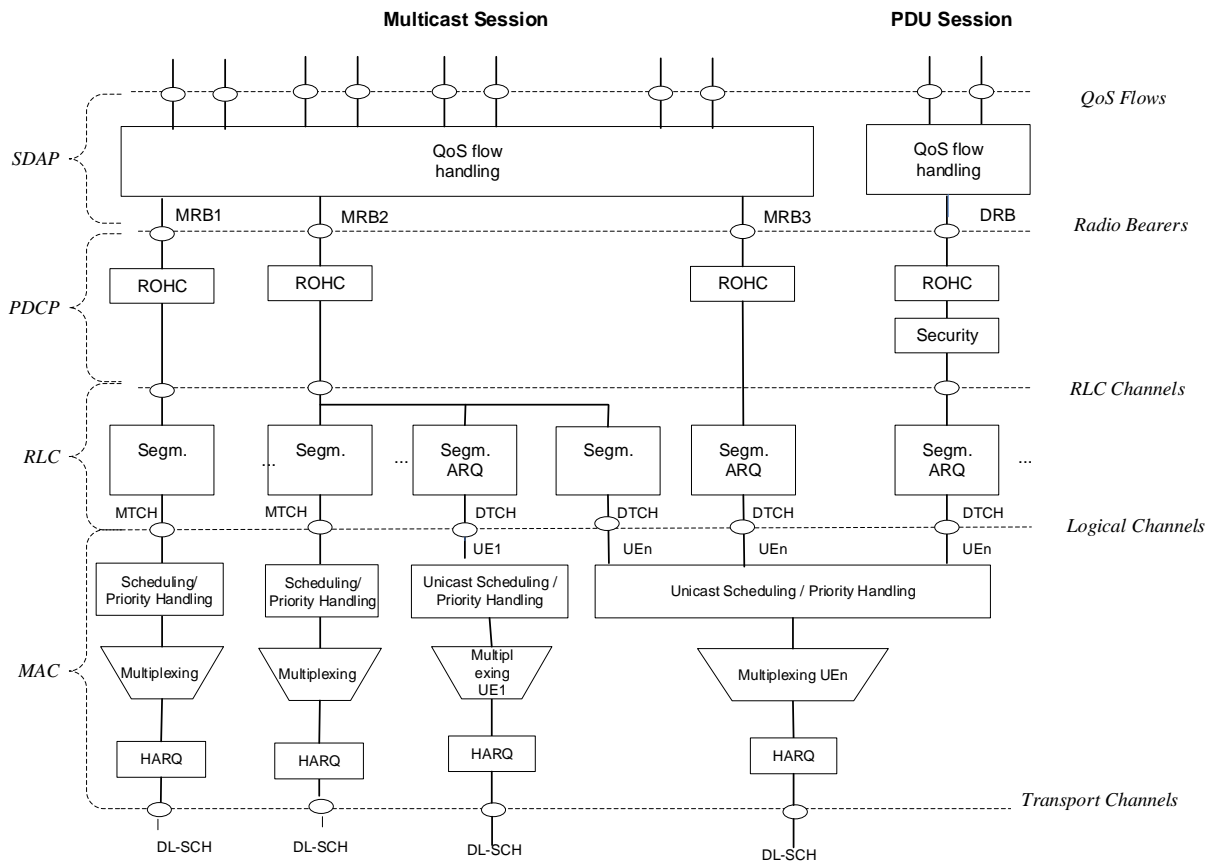 Multicast Session
PDU Session
QoS Flows
SDAP
QoS flow
handling
QoS flow
handling
MRB1
MRB2
MRB3
DRB
Radio Bearers
PDCP
ROHC
ROHC
ROHC
ROHC
Security
RLC Channels
RLC
Segm.
...
Segm.
...
Segm.
ARQ
Segm.
Segm.
ARQ
Segm.
ARQ
...
MTCH
MTCH
DTCH
DTCH
DTCH
DTCH
Logical Channels
UE1
UEn
UEn
UEn
MAC
Scheduling/
Priority Handling
Scheduling/
Priority Handling
Unicast Scheduling /
Priority Handling
Unicast Scheduling / Priority Handling
Multiplexing
Multiplexing
Multipl
exing
UE1
Multiplexing UEn
HARQ
HARQ
HARQ
HARQ
Transport Channels
DL-SCH
DL-SCH
DL-SCH
DL-SCH